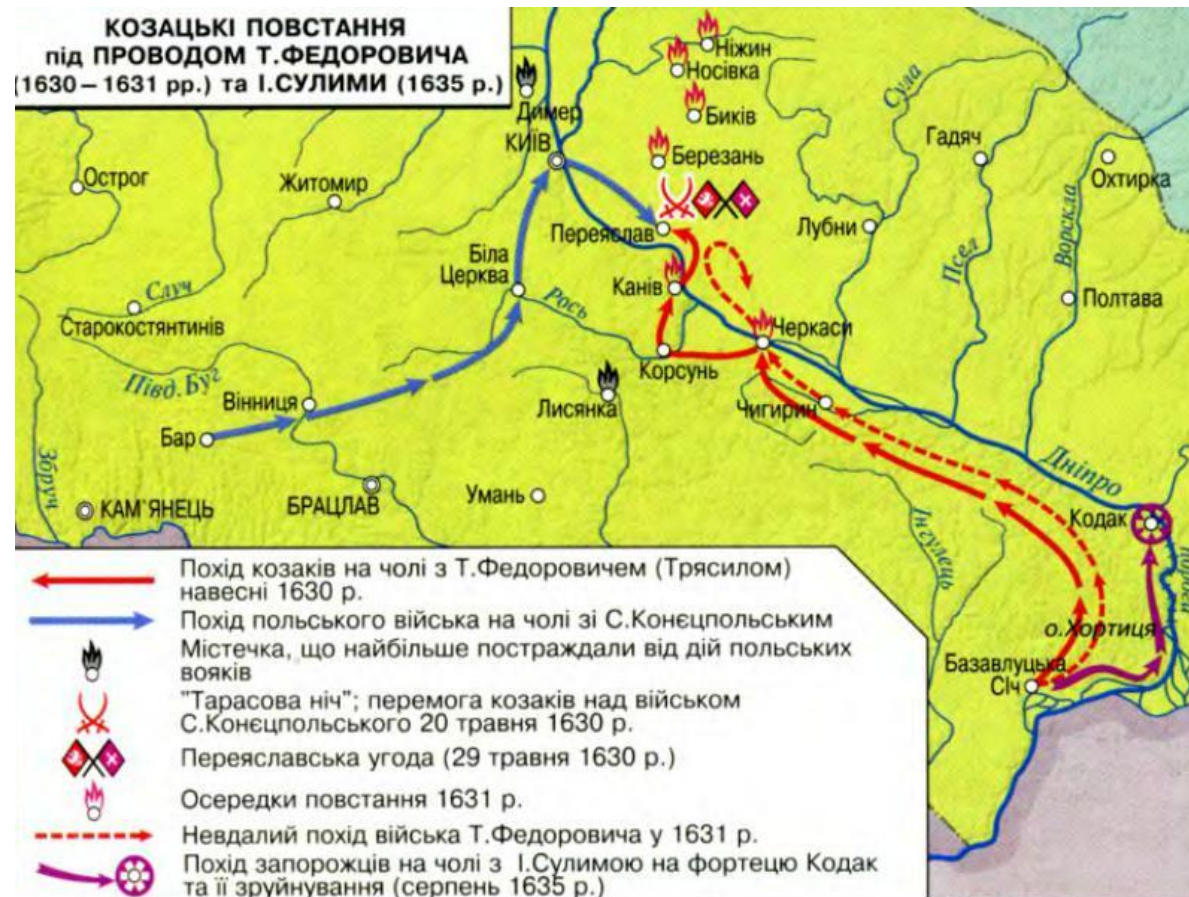 КОЗАЦЬКІ ПОВСТАННЯ
під ПРОВОДОМ Т.ФЕДОРОВИЧА
(1630–1631 рр.) та І.СУЛИМИ (1635 р.)
Ніжин
Носівка
Димер
Биків
Сула
КИЇВ
Березань
Гадяч
Охтирка
Острог
Житомир
Переяслав
Лубни
Псел
Ворскла
Біла
Церква
Канів
Случ
Рось
Полтава
Старокостянтинів
Черкаси
Корсунь
Півд.Буг
Вінниця
Лисянка
Чигирин
Бар
Дніпро
Збруч
Умань
КАМ'ЯНЕЦЬ
БРАЦЛАВ
Кодак
Інгулець
пороги
о.Хортиця
Базавлуцька
Січ
Похід козаків на чолі з Т.Федоровичем (Трясилом)
навесні 1630 р.
Похід польського війська на чолі зі С.Конєцпольським
Містечка, що найбільше постраждали від дій польських
вояків
"Тарасова ніч"; перемога козаків над військом
С.Конєцпольського 20 травня 1630 р.
Переяславська угода (29 травня 1630 р.)
Осередки повстання 1631 р.
Невдалий похід війська Т.Федоровича у 1631 р.
Похід запорожців на чолі з І.Сулимою на фортецю Кодак
та її зруйнування (серпень 1635 р.)